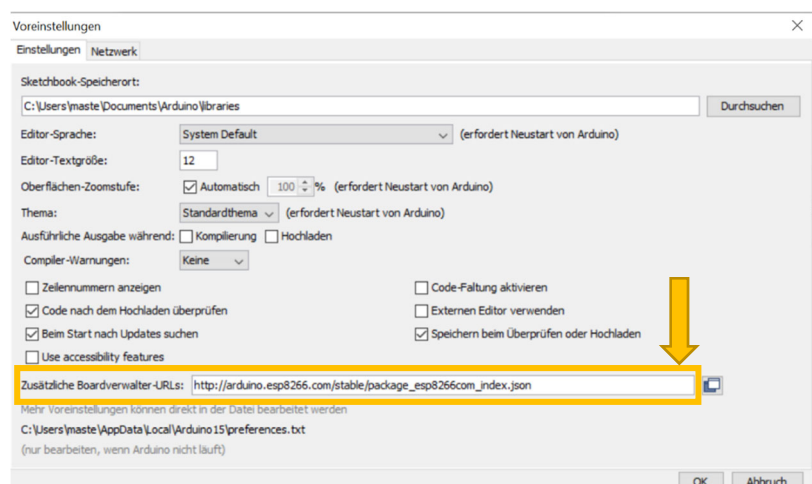 Voreinstellungen
Einstellungen Netzwerk
Sketchbook-Speicherort:
C:\Users\maste\Documents\Arduino\libraries Durchsuchen
Editor-Sprache: System Default (erfordert Neustart von Arduino)
Editor-Textgröße: 12
Oberflächen-Zoomstufe: Automatisch 100 % (erfordert Neustart von Arduino)
Thema: Standardthema (erfordert Neustart von Arduino)
Ausführliche Ausgabe während: Kompilierung Hochladen
Compiler-Warnungen: Keine
Zeilennummern anzeigen Code-Faltung aktivieren
Code nach dem Hochladen überprüfen Externen Editor verwenden
Beim Start nach Updates suchen Speichern beim Überprüfen oder Hochladen
Use accessibility features
Zusätzliche Boardverwalter-URLs: http://arduino.esp8266.com/stable/package_esp8266com_index.json
Mehr Voreinstellungen können direkt in der Datei bearbeitet werden
C:\Users\maste\AppData\Local\Arduino15\preferences.txt
(nur bearbeiten, wenn Arduino nicht läuft)
OK Abbruch